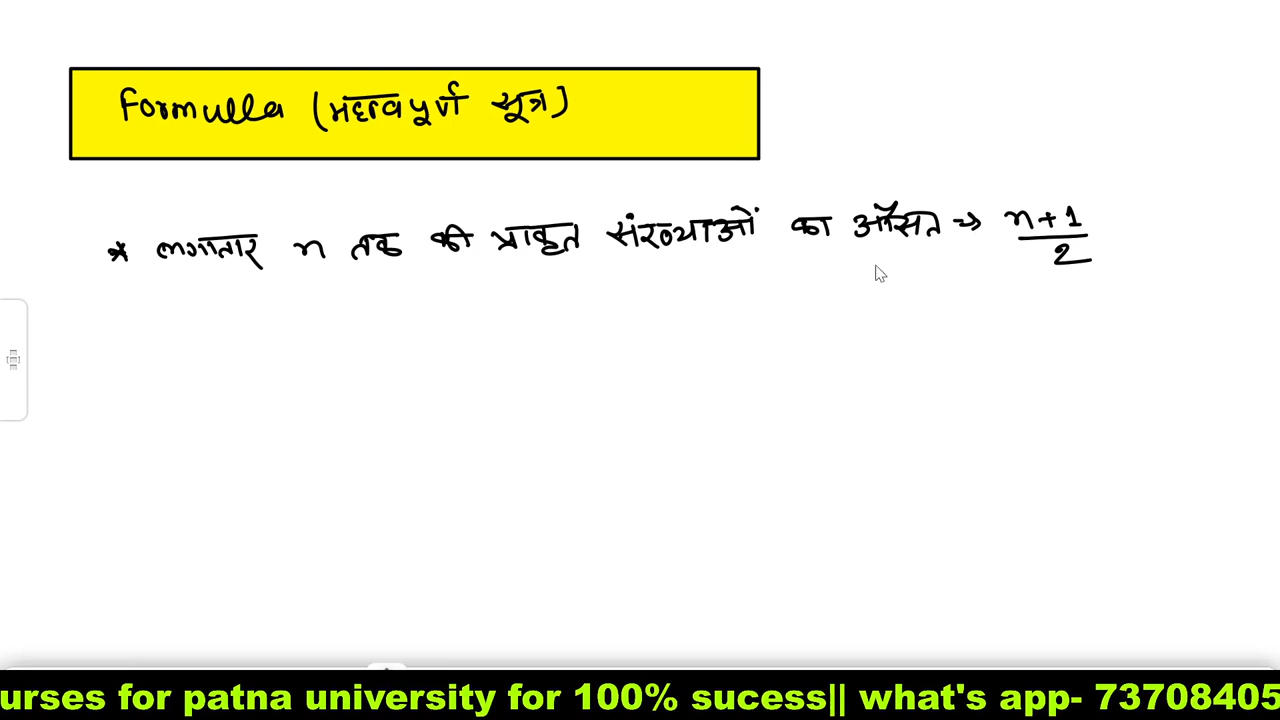 Formulla (महत्वपूर्ण सूत्र)
* लगातार n तक की प्राकृत संख्याओं का औसत → n+1/2
urses for patna university for 100% sucess|| what's app- 73708405